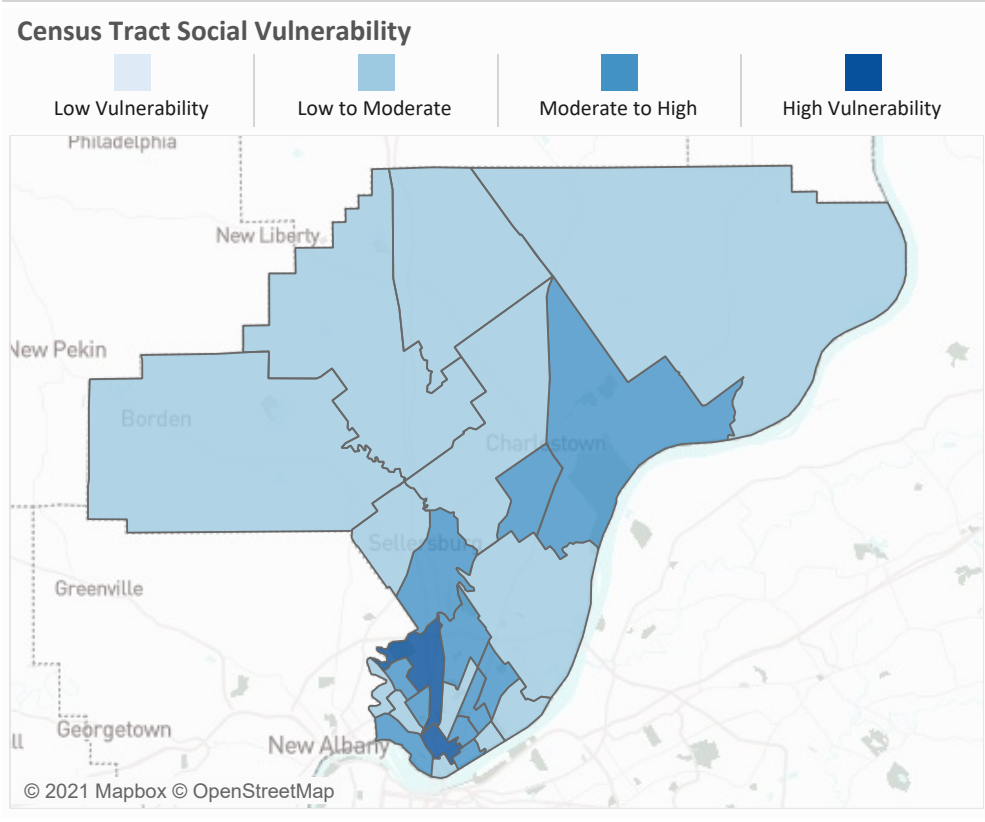 Census Tract Social Vulnerability
Low Vulnerability
Low to Moderate
Moderate to High
High Vulnerability
Philadelphia
New Liberty
New Pekin
Borden
Charlestown
Sellersburg
Greenville
Georgetown
ll
New Albany
© 2021 Mapbox © OpenStreetMap